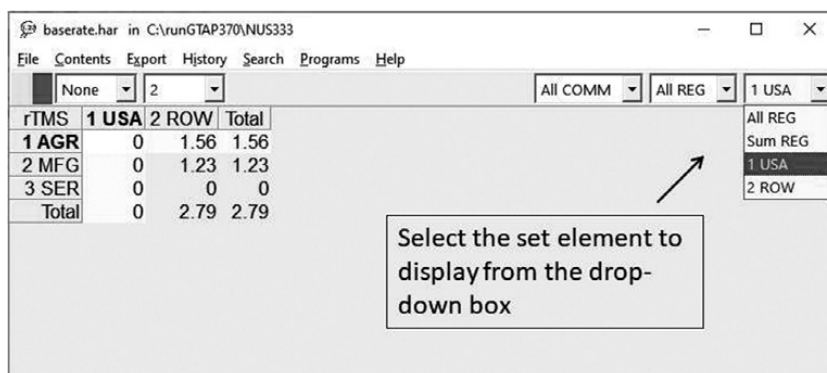 baserate.har in C:\runGTAP370\NUS333
File Contents Export History Search Programs Help
None 2 All COMM All REG 1 USA
rTMS 1 USA 2 ROW Total
1 AGR 0 1.56 1.56
2 MFG 0 1.23 1.23
3 SER 0 0 0
Total 0 2.79 2.79
All REG
Sum REG
1 USA
2 ROW
Select the set element to
display from the drop-
down box